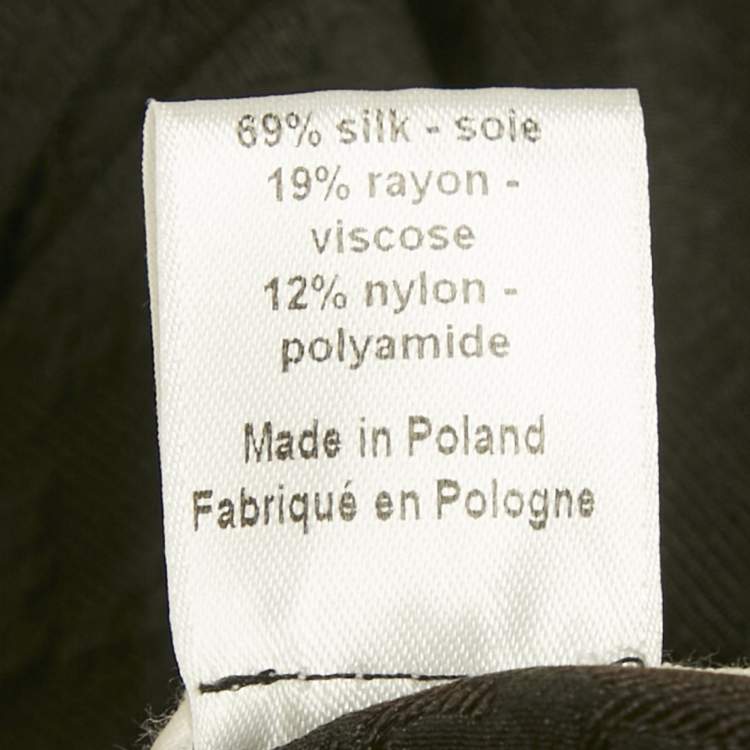 69% silk - soie
19% rayon -
viscose
12% nylon -
polyamide
Made in Poland
Fabriqué en Pologne